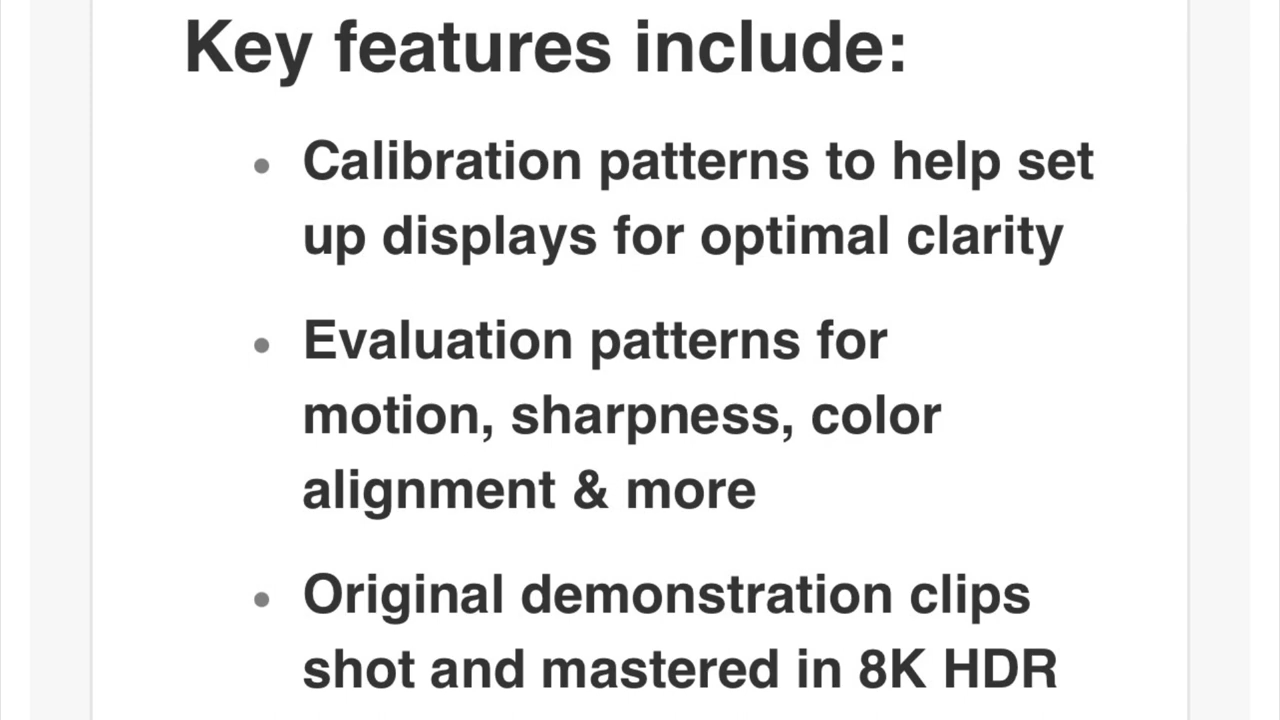 Key features include:
Calibration patterns to help set
up displays for optimal clarity
Evaluation patterns for
motion, sharpness, color
alignment & more
Original demonstration clips
shot and mastered in 8K HDR